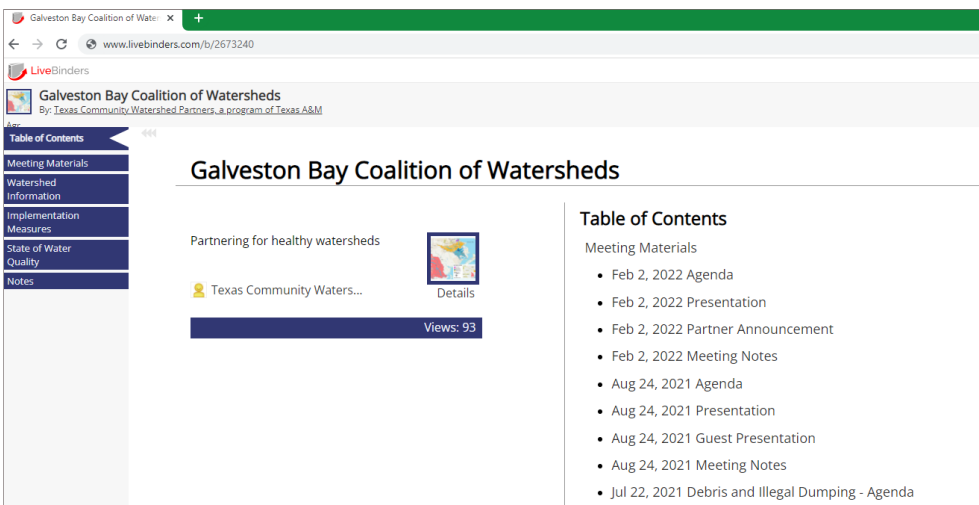 Galveston Bay Coalition of Water
www.livebinders.com/b/2673240
LiveBinders
Galveston Bay Coalition of Watersheds
By: Texas Community Watershed Partners, a program of Texas A&M
Agr
Table of Contents
Meeting Materials
Watershed
Information
Implementation
Measures
State of Water
Quality
Notes
Galveston Bay Coalition of Watersheds
Partnering for healthy watersheds
Texas Community Waters...
Details
Views: 93
Table of Contents
Meeting Materials
• Feb 2, 2022 Agenda
• Feb 2, 2022 Presentation
• Feb 2, 2022 Partner Announcement
• Feb 2, 2022 Meeting Notes
• Aug 24, 2021 Agenda
• Aug 24, 2021 Presentation
• Aug 24, 2021 Guest Presentation
• Aug 24, 2021 Meeting Notes
• Jul 22, 2021 Debris and Illegal Dumping - Agenda